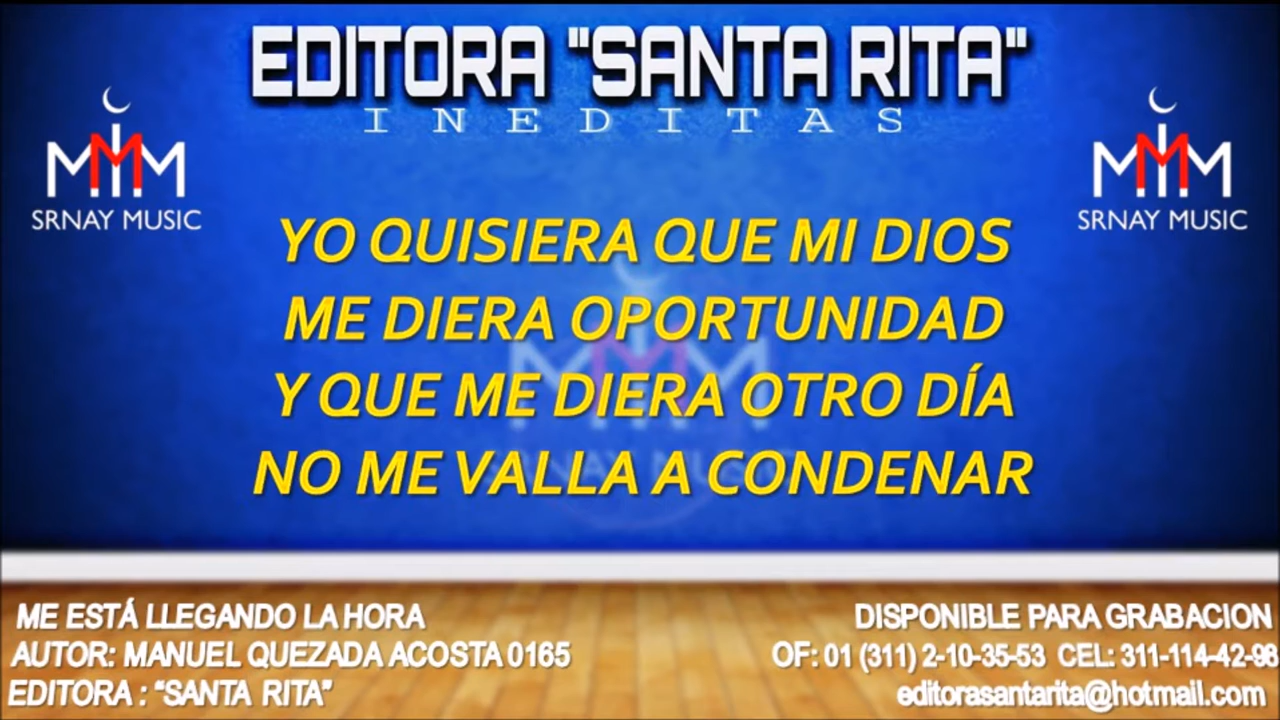 EDITORA "SANTA RITA"
INEDITAS
SRNAY MUSIC
SRNAY MUSIC
YO QUISIERA QUE MI DIOS
ME DIERA OPORTUNIDAD
Y QUE ME DIERA OTRO DÍA
NO ME VALLA A CONDENAR
ME ESTÁ LLEGANDO LA HORA
AUTOR: MANUEL QUEZADA ACOSTA 0165
EDITORA : "SANTA RITA"
DISPONIBLE PARA GRABACION
OF: 01 (311) 2-10-35-53 CEL: 311-114-42-98
editorasantarita@hotmail.com